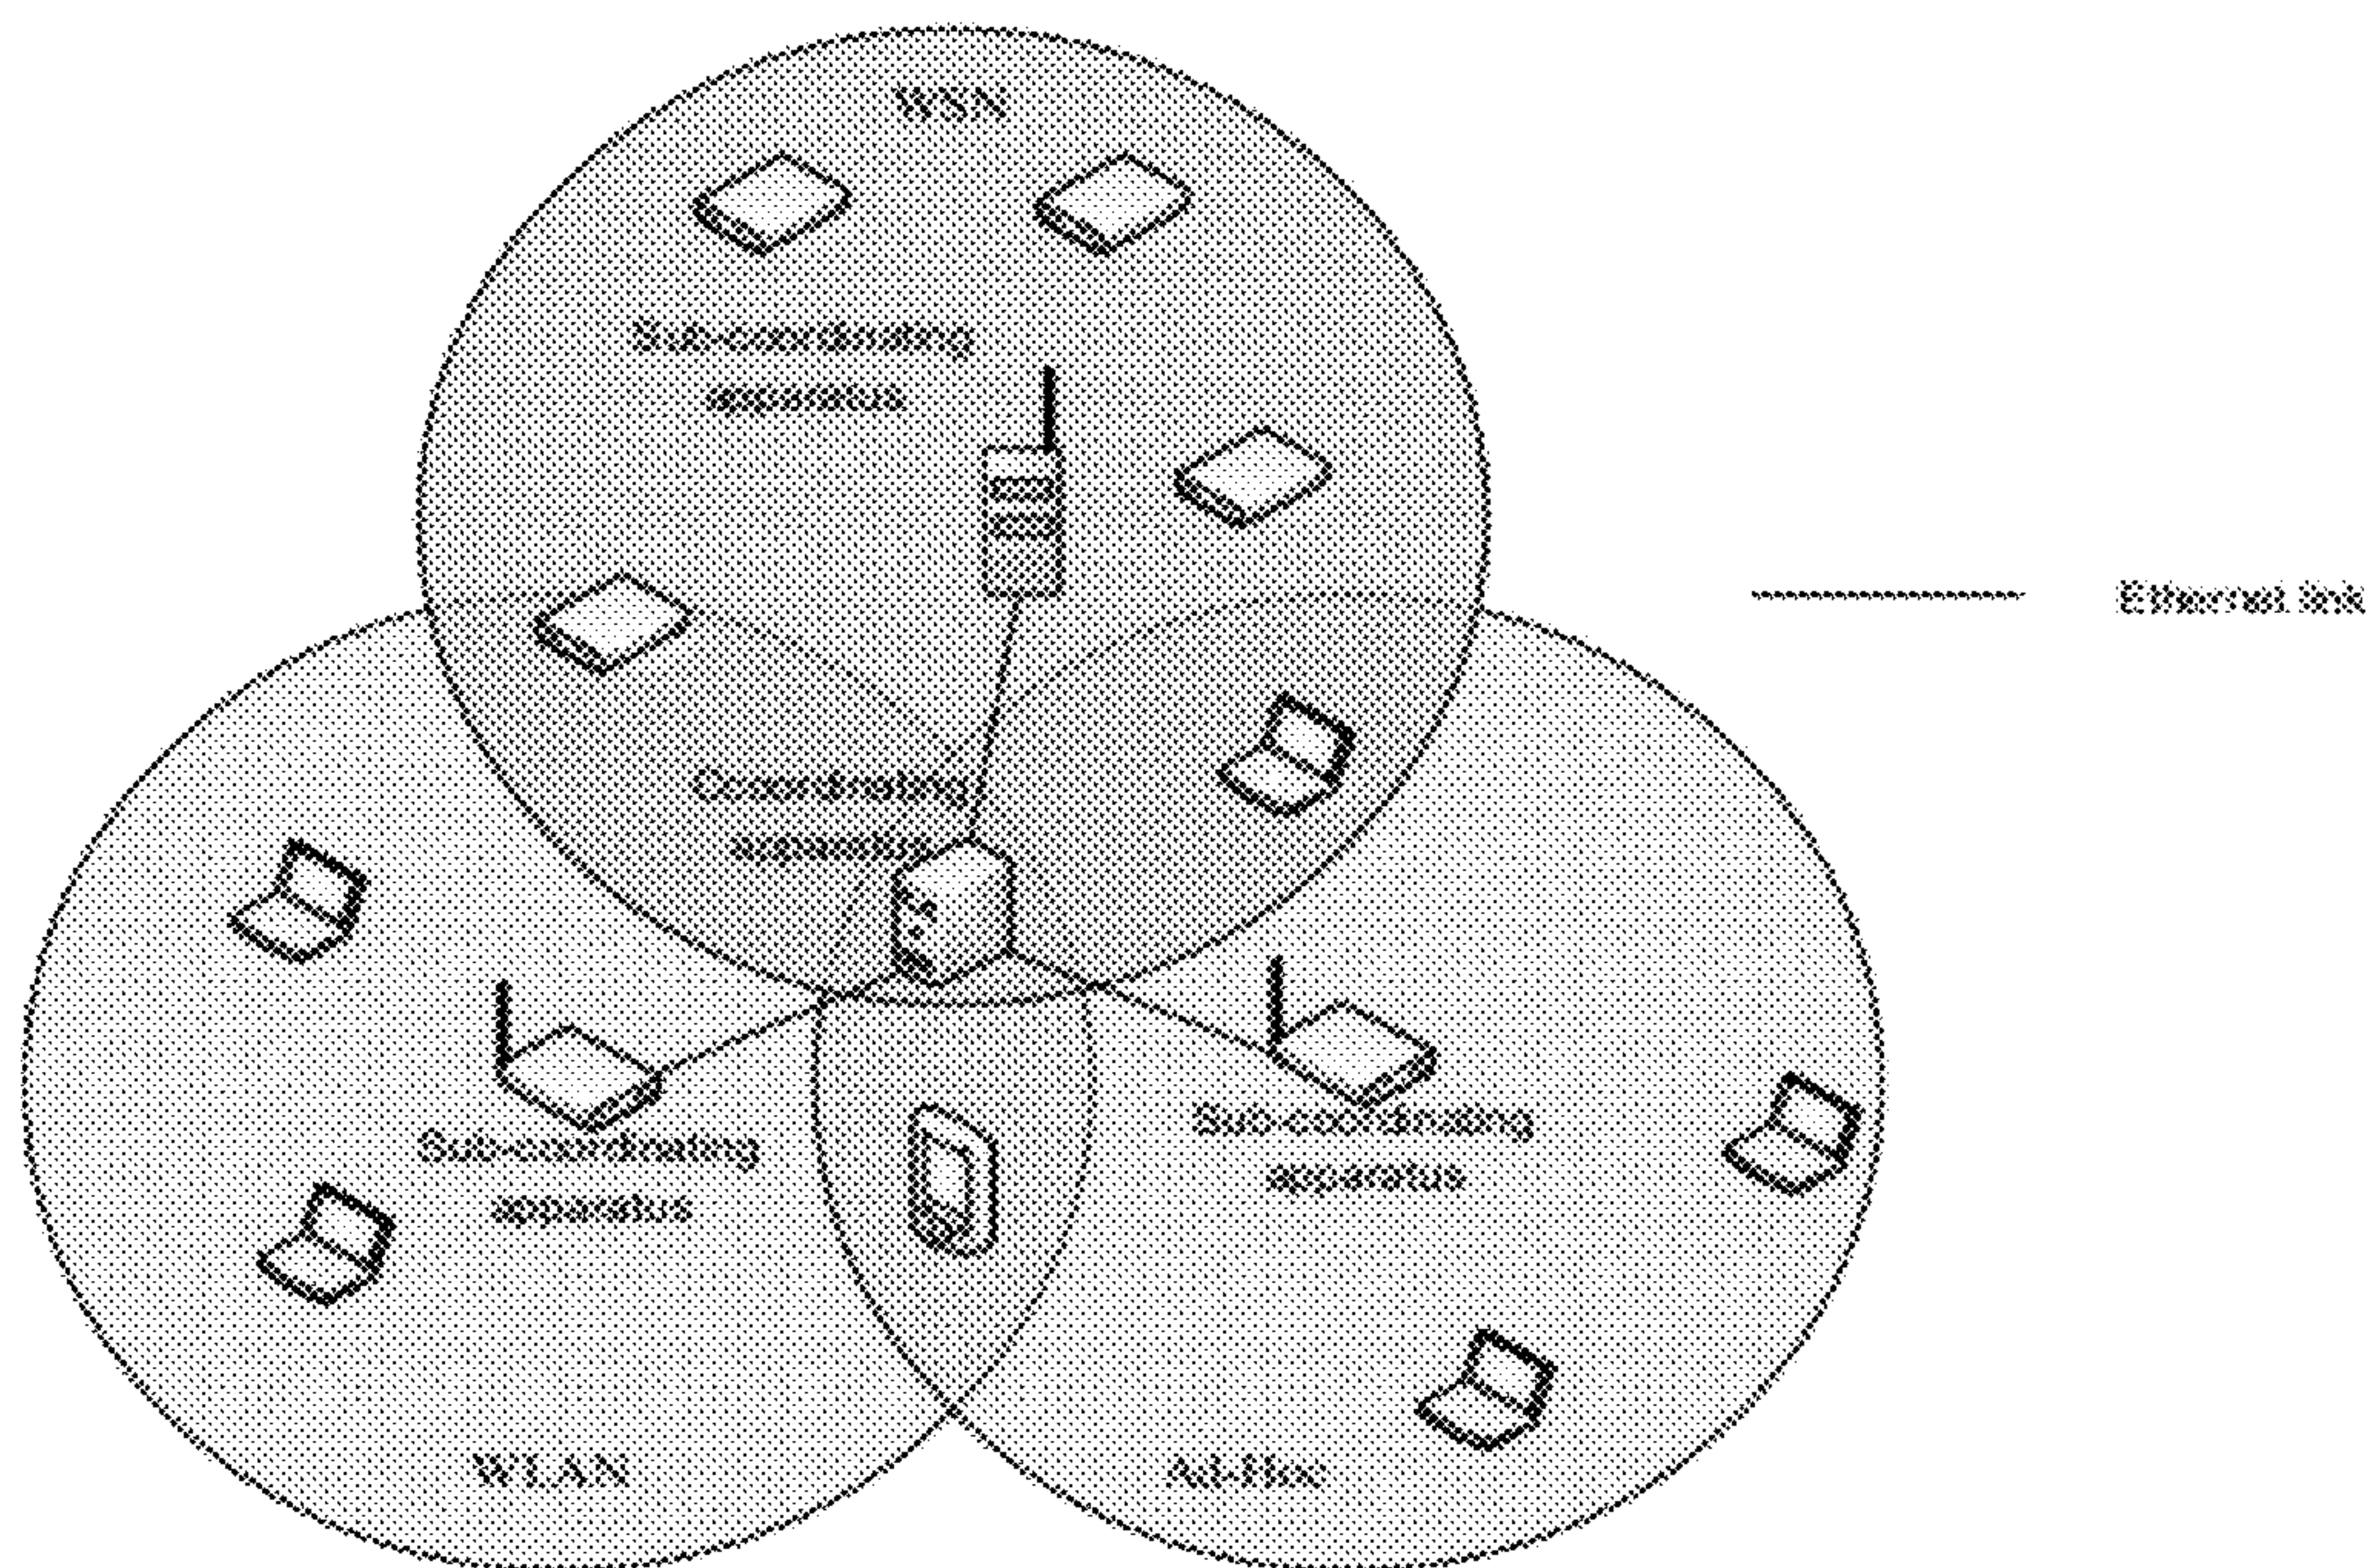 WSN
Sub-coordinating
apparatus
Ethernet link
Coordinating
apparatus
Sub-coordinating
apparatus
Sub-coordinating
apparatus
WLAN
Ad-Hoc